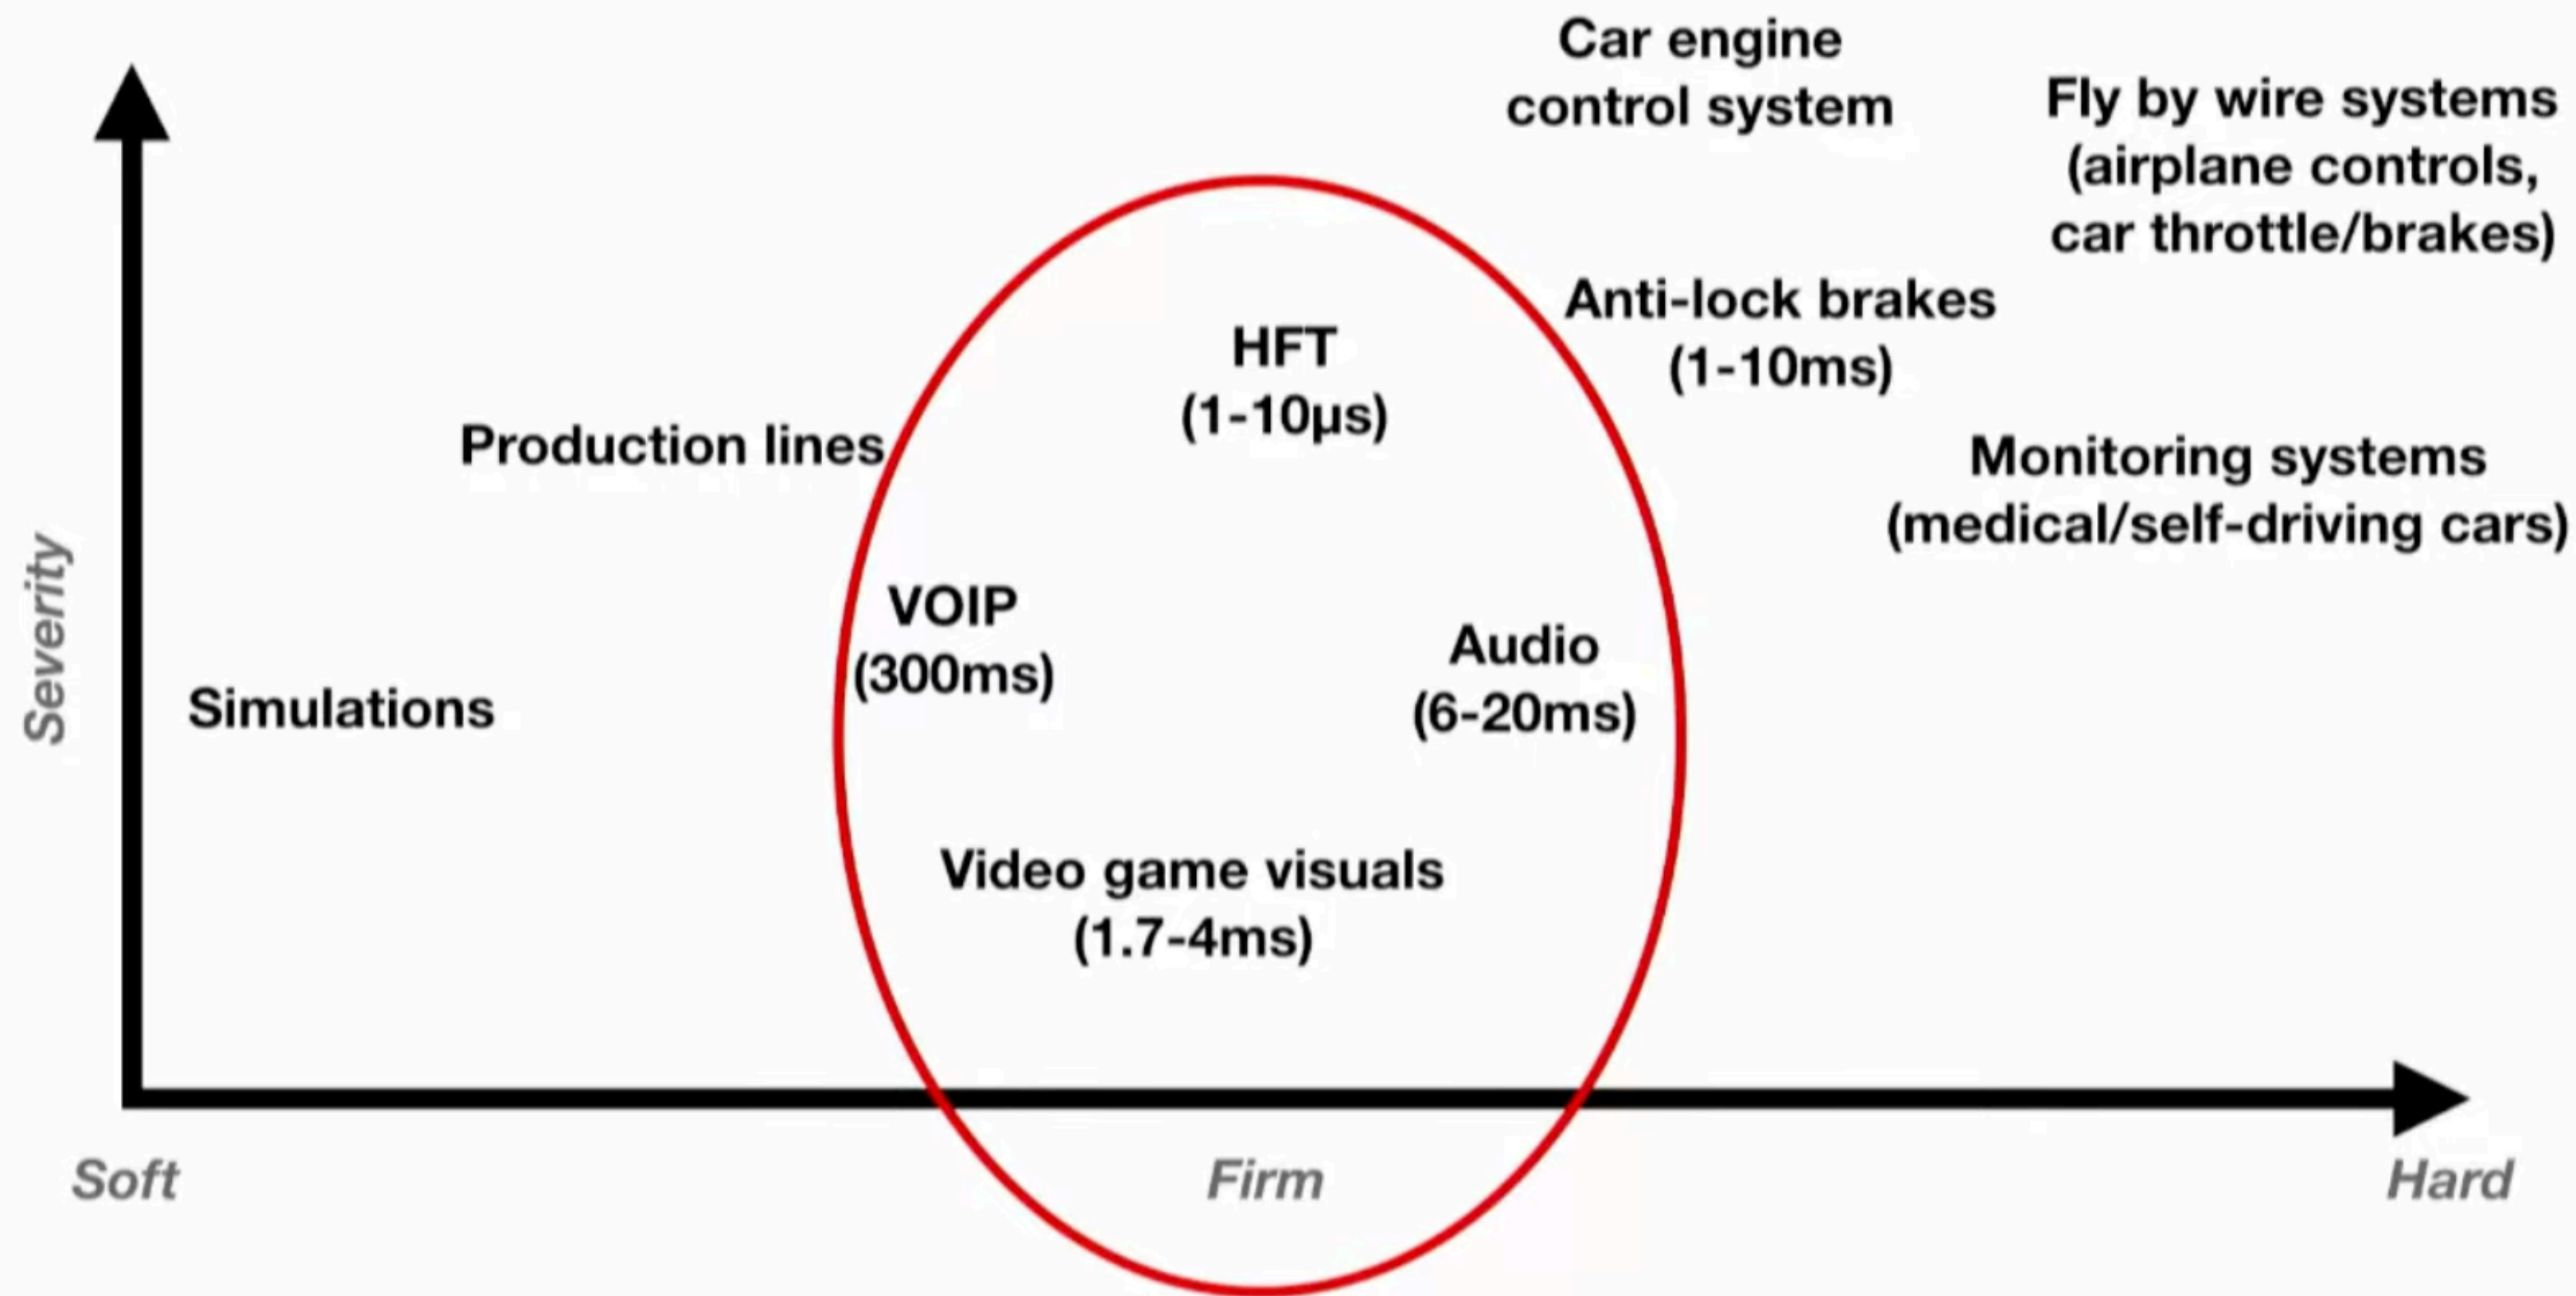 Car engine
control system
Fly by wire systems
(airplane controls,
car throttle/brakes)
Anti-lock brakes
(1-10ms)
HFT
(1-10µs)
Production lines
Monitoring systems
(medical/self-driving cars)
VOIP
(300ms)
Audio
(6-20ms)
Severity
Simulations
Video game visuals
(1.7-4ms)
Soft
Firm
Hard